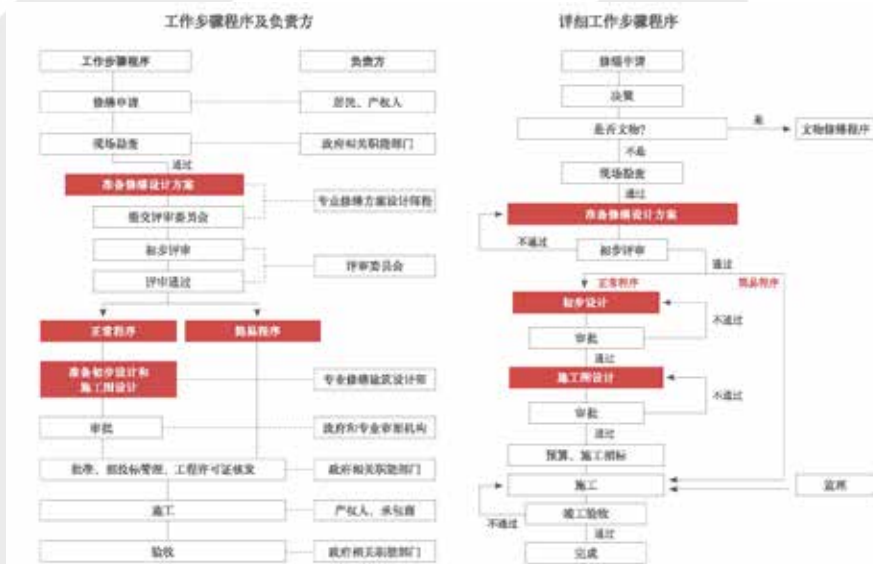 工作步骤程序及负责方
工作步骤程序
负责方
修缮申请
居民、产权人
现场勘查
政府相关职能部门
通过
准备修缮设计方案
提交评审委员会
专业修缮方案设计师
初步评审
评审通过
评审委员会
正常程序
简易程序
准备初步设计和
施工图设计
专业修缮建筑设计师
审批
政府和专业审图机构
批准、招投标管理、工程许可证核发
政府相关职能部门
施工
产权人、承包商
验收
政府相关职能部门
详细工作步骤程序
修缮申请
决策
是否文物?
是
文物修缮程序
不是
现场勘查
通过
准备修缮设计方案
不通过
初步评审
通过
正常程序
简易程序
初步设计
不通过
审批
通过
施工图设计
不通过
审批
通过
预算、施工招标
施工
监理
不通过
竣工验收
通过
完成